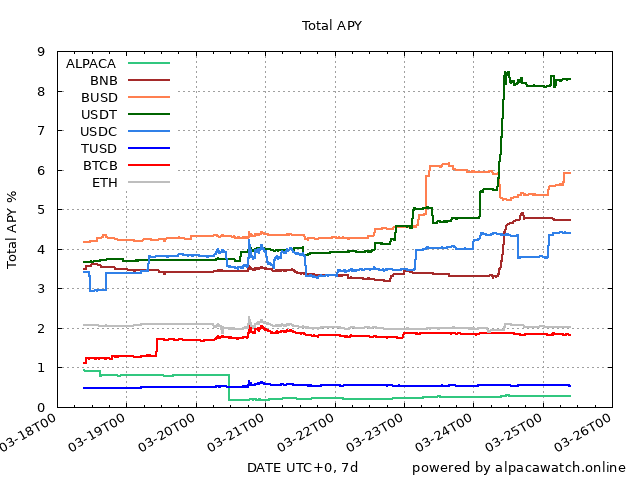 Total APY
Total APY %
9
8
7
6
5
4
3
2
1
0
ALPACA
BNB
BUSD
USDT
USDC
TUSD
BTCB
ETH
03-18T00
03-19T00
03-20T00
03-21T00
03-22T00
03-23T00
03-24T00
03-25T00
03-26T00
DATE UTC+0, 7d
powered by alpacawatch.online